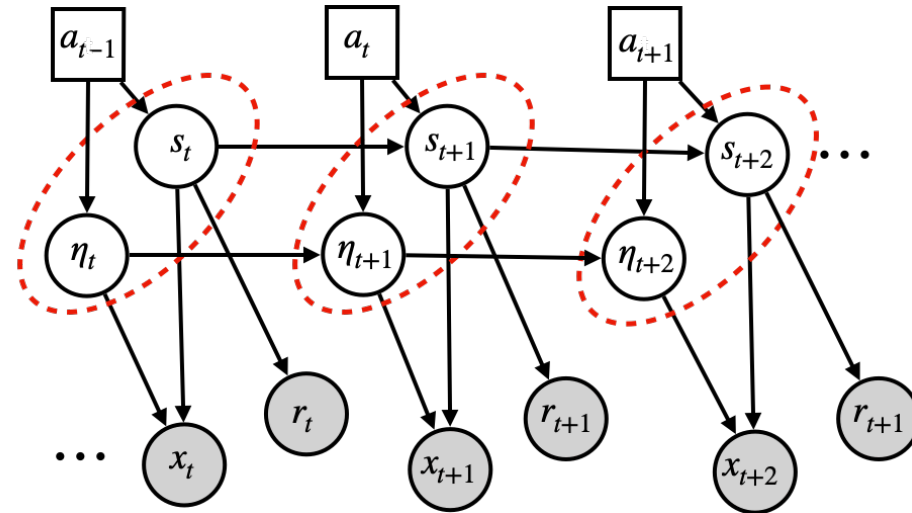 a_{t-1} a_t a_{t+1}
s_t s_{t+1} s_{t+2} ...
η_t η_{t+1} η_{t+2}
r_t r_{t+1} r_{t+1}
... x_t x_{t+1} x_{t+2}